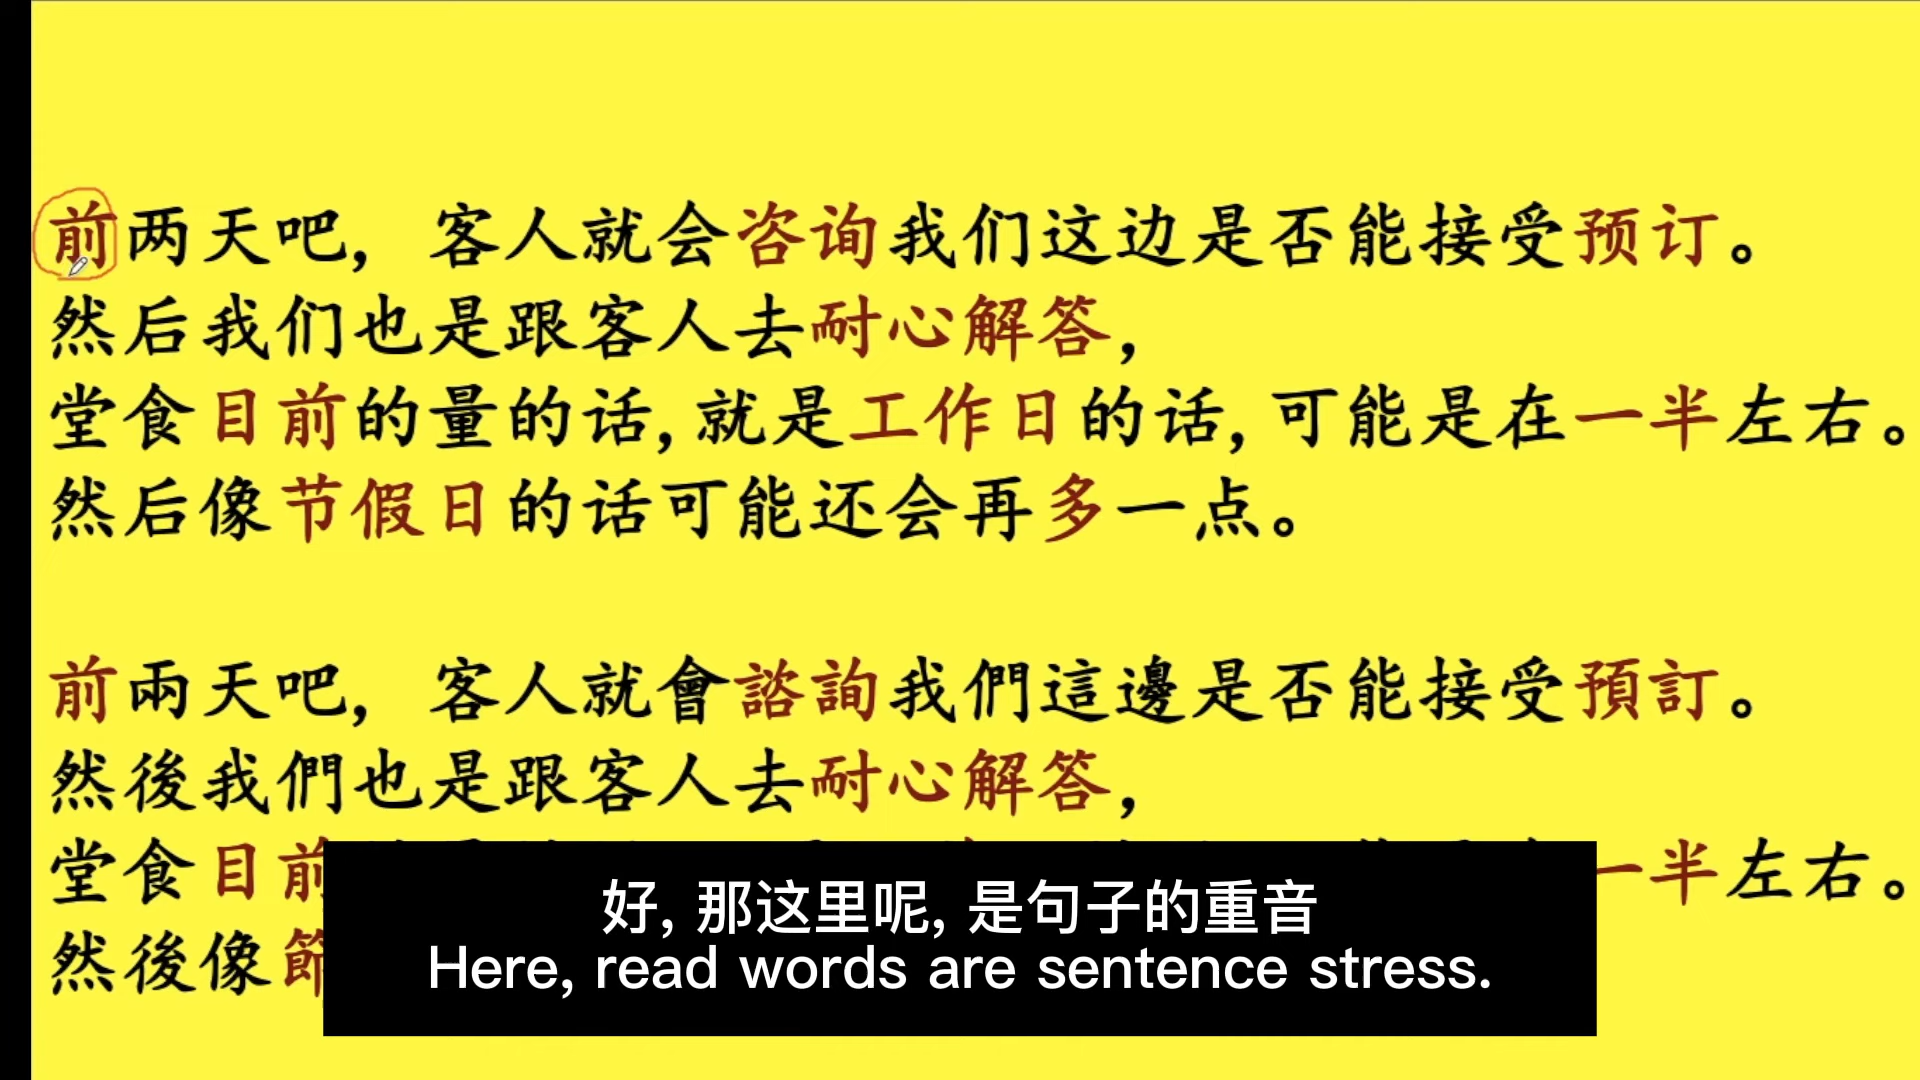 前两天吧，客人就会咨询我们这边是否能接受预订。
然后我们也是跟客人去耐心解答，
堂食目前的量的话,就是工作日的话,可能是在一半左右。
然后像节假日的话可能还会再多一点。
前兩天吧，客人就會諮詢我們這邊是否能接受預訂。
然後我們也是跟客人去耐心解答，
堂食目前 一半左右。
然後像節
好, 那这里呢, 是句子的重音
Here, read words are sentence stress.